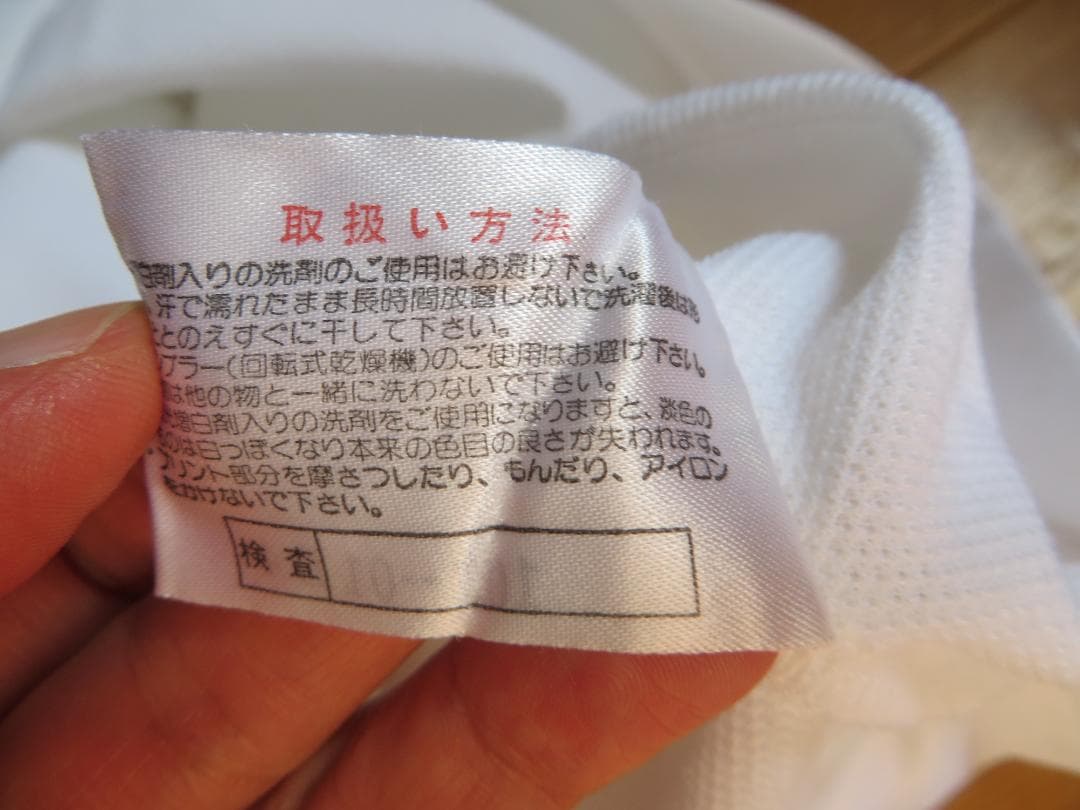 取扱い方法
白剤入りの洗剤のご使用はお避け下さい。
汗で濡れたまま長時間放置しないで洗濯後は形
とのえすぐに干して下さい。
ブラー(回転式乾燥機)のご使用はお避け下さい。
は他の物と一緒に洗わないで下さい。
増白剤入りの洗剤をご使用になりますと、淡色の
のは白っぽくなり本来の色目の良さが失われます。
プリント部分を摩さつしたり、もんだり、アイロン
をかけないで下さい。
検査